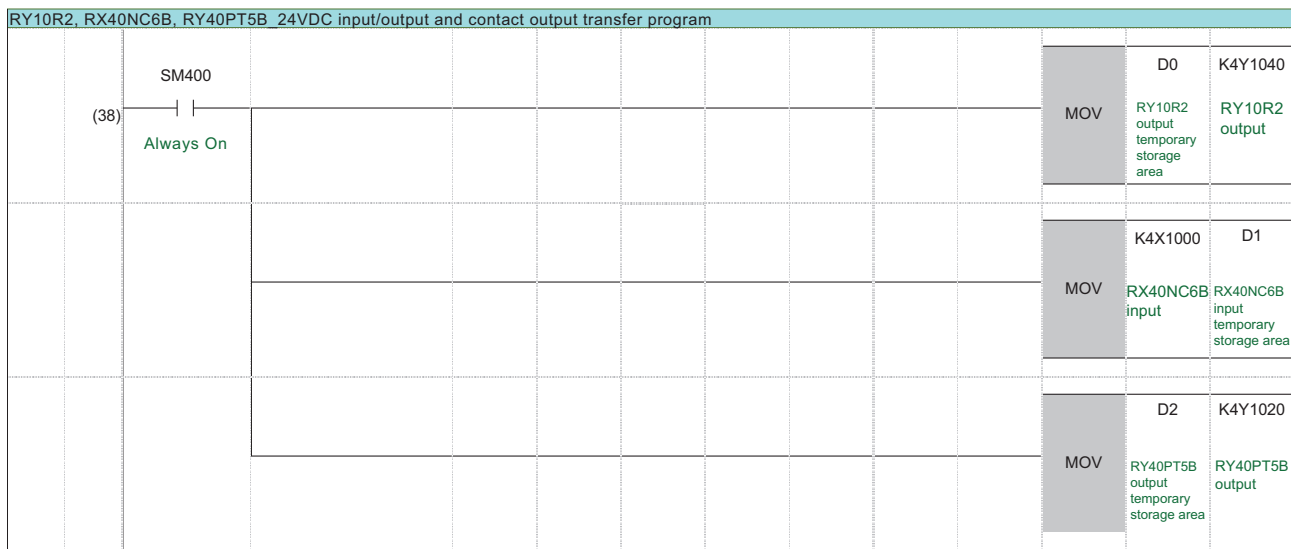 RY10R2, RX40NC6B, RY40PT5B_24VDC input/output and contact output transfer program
SM400
(38)
Always On
MOV
D0
K4Y1040
RY10R2
output
temporary
storage
area
RY10R2
output
MOV
K4X1000
D1
RX40NC6B
input
RX40NC6B
input
temporary
storage area
MOV
D2
K4Y1020
RY40PT5B
output
temporary
storage area
RY40PT5B
output